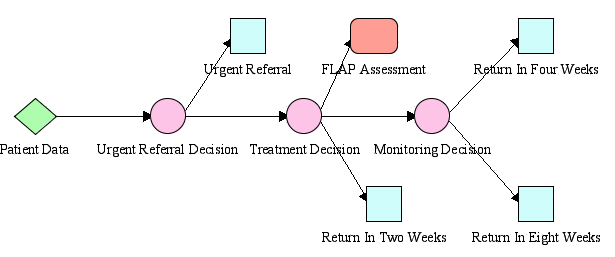 Urgent Referral
FLAP Assessment
Return In Four Weeks
Patient Data
Urgent Referral Decision
Treatment Decision
Monitoring Decision
Return In Two Weeks
Return In Eight Weeks